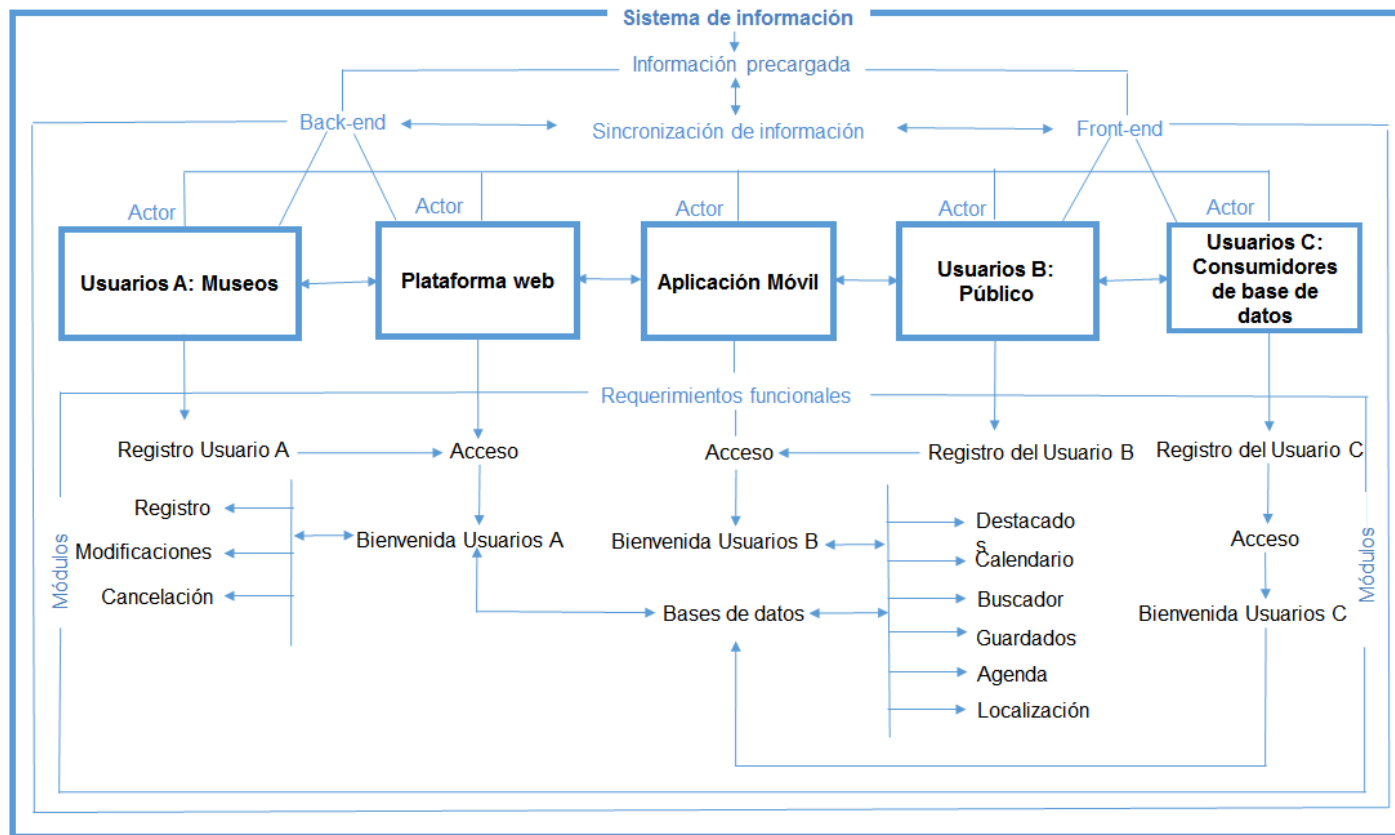 Sistema de información
Información precargada
Back-end
Sincronización de información
Front-end
Actor
Actor
Actor
Actor
Actor
Usuarios A: Museos
Plataforma web
Aplicación Móvil
Usuarios B:
Público
Usuarios C:
Consumidores
de base de
datos
Requerimientos funcionales
Registro Usuario A
Acceso
Acceso
Registro del Usuario B
Registro del Usuario C
Módulos
Registro
Modificaciones
Cancelación
Bienvenida Usuarios A
Bienvenida Usuarios B
Bases de datos
Destacado
s
Calendario
Buscador
Guardados
Agenda
Localización
Acceso
Bienvenida Usuarios C
Módulos